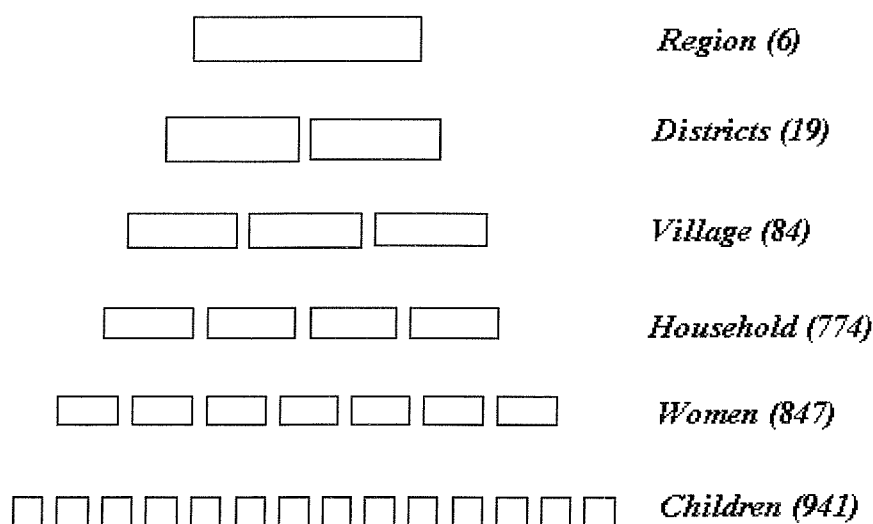 Region (6)
Districts (19)
Village (84)
Household (774)
Women (847)
Children (941)